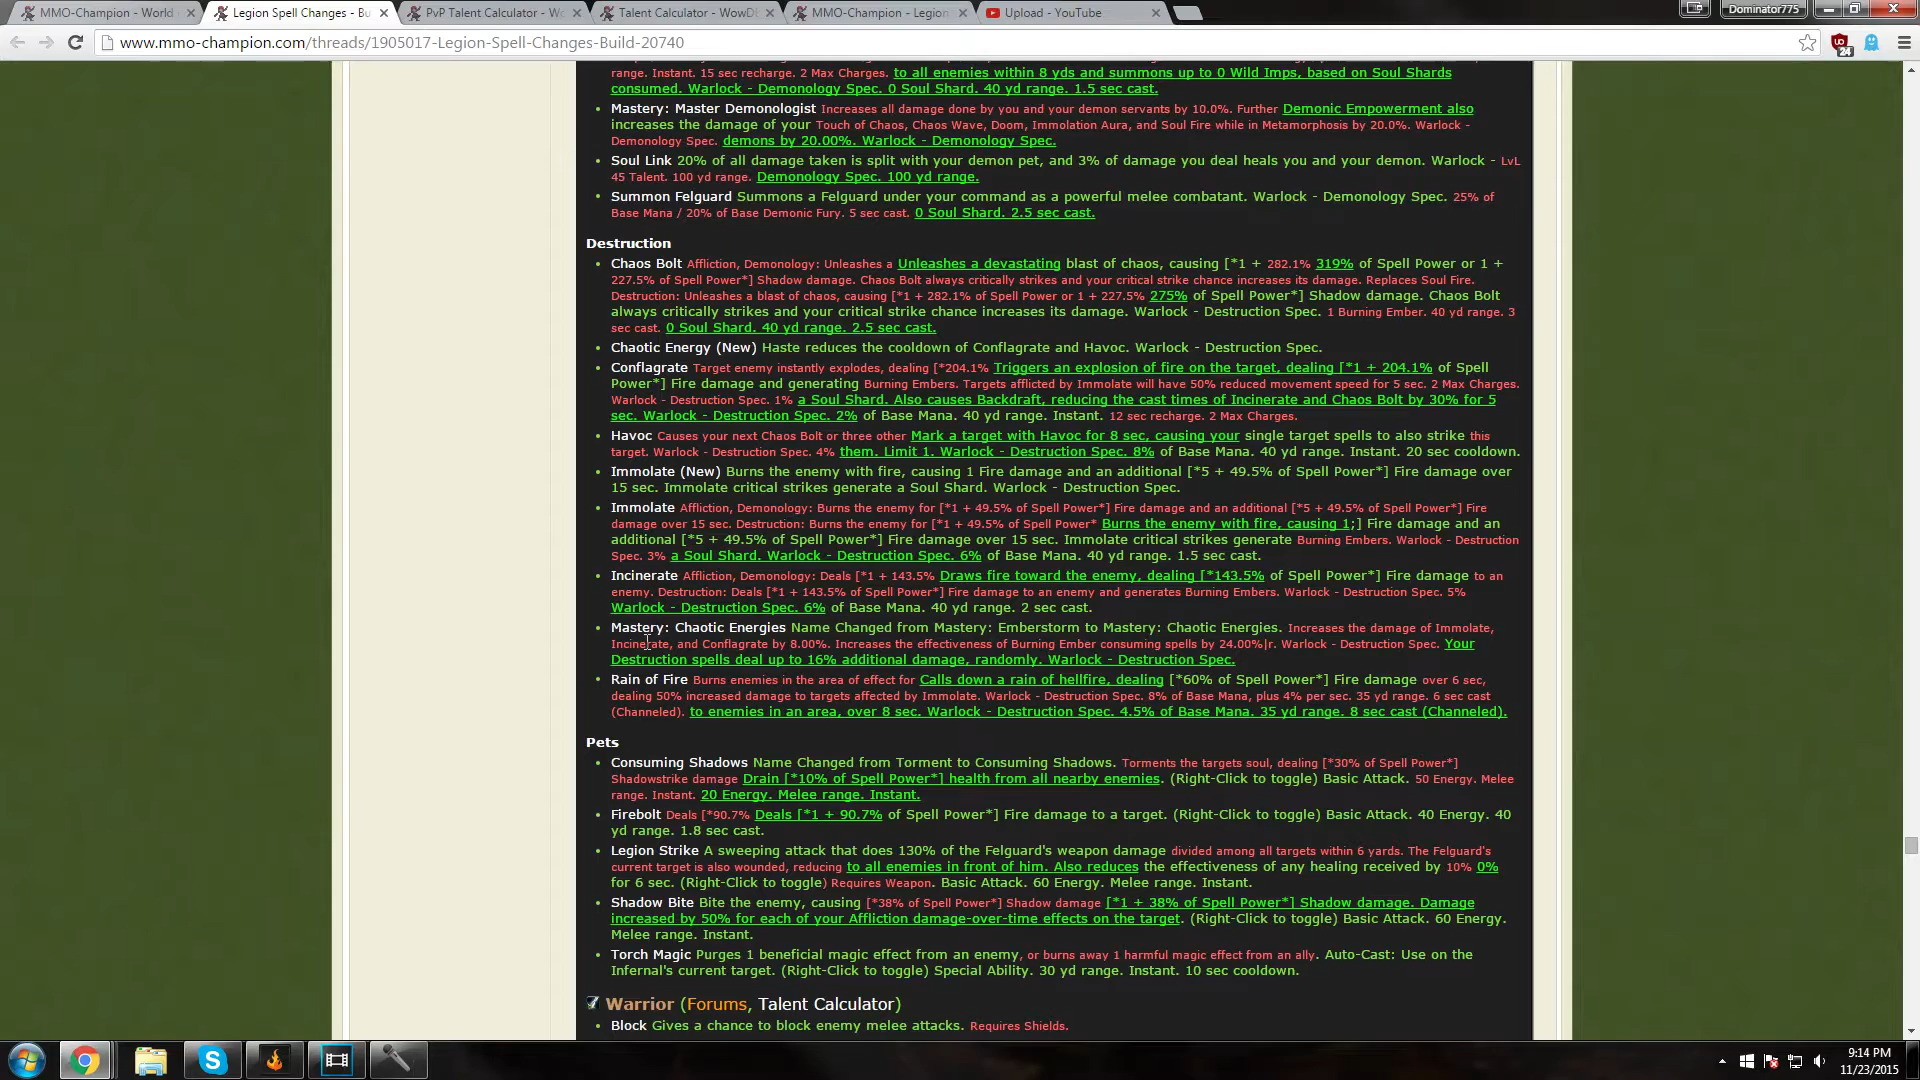 MMO-Champion - World
Legion Spell Changes - Bu
PvP Talent Calculator - Wo
Talent Calculator - WowDB
MMO-Champion - Legion
Upload - YouTube
Dominator775
www.mmo-champion.com/threads/1905017-Legion-Spell-Changes-Build-20740
24
range. Instant. 15 sec recharge. 2 Max Charges. to all enemies within 8 yds and summons up to 0 Wild Imps, based on Soul Shards
consumed. Warlock - Demonology Spec. 0 Soul Shard. 40 yd range. 1.5 sec cast.
Mastery: Master Demonologist Increases all damage done by you and your demon servants by 10.0%. Further Demonic Empowerment also
increases the damage of your Touch of Chaos, Chaos Wave, Doom, Immolation Aura, and Soul Fire while in Metamorphosis by 20.0%. Warlock -
Demonology Spec. demons by 20.00%. Warlock - Demonology Spec.
Soul Link 20% of all damage taken is split with your demon pet, and 3% of damage you deal heals you and your demon. Warlock - LvL
45 Talent. 100 yd range. Demonology Spec. 100 yd range.
Summon Felguard Summons a Felguard under your command as a powerful melee combatant. Warlock - Demonology Spec. 25% of
Base Mana / 20% of Base Demonic Fury. 5 sec cast. 0 Soul Shard. 2.5 sec cast.
Destruction
Chaos Bolt Affliction, Demonology: Unleashes a Unleashes a devastating blast of chaos, causing [*1 + 282.1% 319% of Spell Power or 1 +
227.5% of Spell Power*] Shadow damage. Chaos Bolt always critically strikes and your critical strike chance increases its damage. Replaces Soul Fire.
Destruction: Unleashes a blast of chaos, causing [*1 + 282.1% of Spell Power or 1 + 227.5% 275% of Spell Power*] Shadow damage. Chaos Bolt
always critically strikes and your critical strike chance increases its damage. Warlock - Destruction Spec. 1 Burning Ember. 40 yd range. 3
sec cast. 0 Soul Shard. 40 yd range. 2.5 sec cast.
Chaotic Energy (New) Haste reduces the cooldown of Conflagrate and Havoc. Warlock - Destruction Spec.
Conflagrate Target enemy instantly explodes, dealing [*204.1% Triggers an explosion of fire on the target, dealing [*1 + 204.1% of Spell
Power*] Fire damage and generating Burning Embers. Targets afflicted by Immolate will have 50% reduced movement speed for 5 sec. 2 Max Charges.
Warlock - Destruction Spec. 1% a Soul Shard. Also causes Backdraft, reducing the cast times of Incinerate and Chaos Bolt by 30% for 5
sec. Warlock - Destruction Spec. 2% of Base Mana. 40 yd range. Instant. 12 sec recharge. 2 Max Charges.
Havoc Causes your next Chaos Bolt or three other Mark a target with Havoc for 8 sec, causing your single target spells to also strike this
target. Warlock - Destruction Spec. 4% them. Limit 1. Warlock - Destruction Spec. 8% of Base Mana. 40 yd range. Instant. 20 sec cooldown.
Immolate (New) Burns the enemy with fire, causing 1 Fire damage and an additional [*5 + 49.5% of Spell Power*] Fire damage over
15 sec. Immolate critical strikes generate a Soul Shard. Warlock - Destruction Spec.
Immolate Affliction, Demonology: Burns the enemy for [*1 + 49.5% of Spell Power*] Fire damage and an additional [*5 + 49.5% of Spell Power*] Fire
damage over 15 sec. Destruction: Burns the enemy for [*1 + 49.5% of Spell Power* Burns the enemy with fire, causing 1;] Fire damage and an
additional [*5 + 49.5% of Spell Power*] Fire damage over 15 sec. Immolate critical strikes generate Burning Embers. Warlock - Destruction
Spec. 3% a Soul Shard. Warlock - Destruction Spec. 6% of Base Mana. 40 yd range. 1.5 sec cast.
Incinerate Affliction, Demonology: Deals [*1 + 143.5% Draws fire toward the enemy, dealing [*143.5% of Spell Power*] Fire damage to an
enemy. Destruction: Deals [*1 + 143.5% of Spell Power*] Fire damage to an enemy and generates Burning Embers. Warlock - Destruction Spec. 5%
Warlock - Destruction Spec. 6% of Base Mana. 40 yd range. 2 sec cast.
Mastery: Chaotic Energies Name Changed from Mastery: Emberstorm to Mastery: Chaotic Energies. Increases the damage of Immolate,
Incinerate, and Conflagrate by 8.00%. Increases the effectiveness of Burning Ember consuming spells by 24.00%|r. Warlock - Destruction Spec. Your
Destruction spells deal up to 16% additional damage, randomly. Warlock - Destruction Spec.
Rain of Fire Burns enemies in the area of effect for Calls down a rain of hellfire, dealing [*60% of Spell Power*] Fire damage over 6 sec,
dealing 50% increased damage to targets affected by Immolate. Warlock - Destruction Spec. 8% of Base Mana, plus 4% per sec. 35 yd range. 6 sec cast
(Channeled). to enemies in an area, over 8 sec. Warlock - Destruction Spec. 4.5% of Base Mana. 35 yd range. 8 sec cast (Channeled).
Pets
Consuming Shadows Name Changed from Torment to Consuming Shadows. Torments the targets soul, dealing [*30% of Spell Power*]
Shadowstrike damage Drain [*10% of Spell Power*] health from all nearby enemies. (Right-Click to toggle) Basic Attack. 50 Energy. Melee
range. Instant. 20 Energy. Melee range. Instant.
Firebolt Deals [*90.7% Deals [*1 + 90.7% of Spell Power*] Fire damage to a target. (Right-Click to toggle) Basic Attack. 40 Energy. 40
yd range. 1.8 sec cast.
Legion Strike A sweeping attack that does 130% of the Felguard's weapon damage divided among all targets within 6 yards. The Felguard's
current target is also wounded, reducing to all enemies in front of him. Also reduces the effectiveness of any healing received by 10% 0%
for 6 sec. (Right-Click to toggle) Requires Weapon. Basic Attack. 60 Energy. Melee range. Instant.
Shadow Bite Bite the enemy, causing [*38% of Spell Power*] Shadow damage [*1 + 38% of Spell Power*] Shadow damage. Damage
increased by 50% for each of your Affliction damage-over-time effects on the target. (Right-Click to toggle) Basic Attack. 60 Energy.
Melee range. Instant.
Torch Magic Purges 1 beneficial magic effect from an enemy, or burns away 1 harmful magic effect from an ally. Auto-Cast: Use on the
Infernal's current target. (Right-Click to toggle) Special Ability. 30 yd range. Instant. 10 sec cooldown.
Warrior (Forums, Talent Calculator)
Block Gives a chance to block enemy melee attacks. Requires Shields.
9:14 PM
11/23/2015